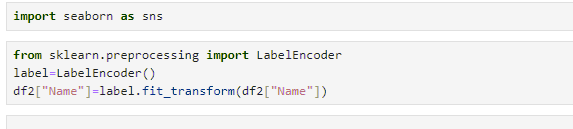 import seaborn as sns
from sklearn.preprocessing import LabelEncoder
label=LabelEncoder()
df2["Name"]=label.fit_transform(df2["Name"])